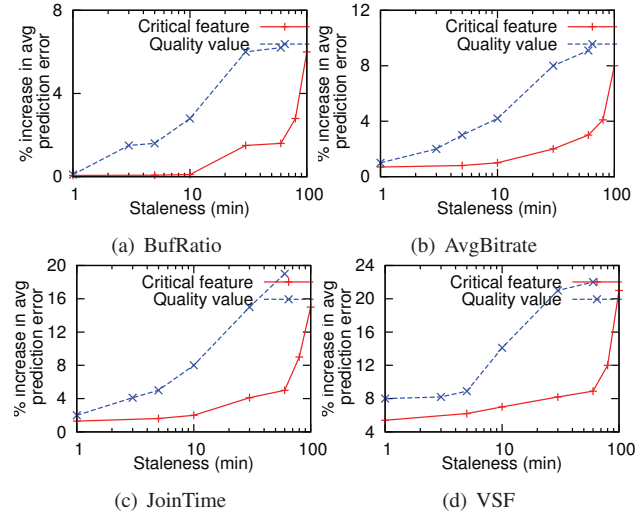 8
6
4
2
0
% increase in avg
prediction error
Critical feature
Quality value
1 10 100
Staleness (min)
(a) BufRatio
12
8
4
0
% increase in avg
prediction error
Critical feature
Quality value
1 10 100
Staleness (min)
(b) AvgBitrate
20
16
12
8
4
0
% increase in avg
prediction error
Critical feature
Quality value
1 10 100
Staleness (min)
(c) JoinTime
24
20
16
12
8
4
% increase in avg
prediction error
Critical feature
Quality value
1 10 100
Staleness (min)
(d) VSF